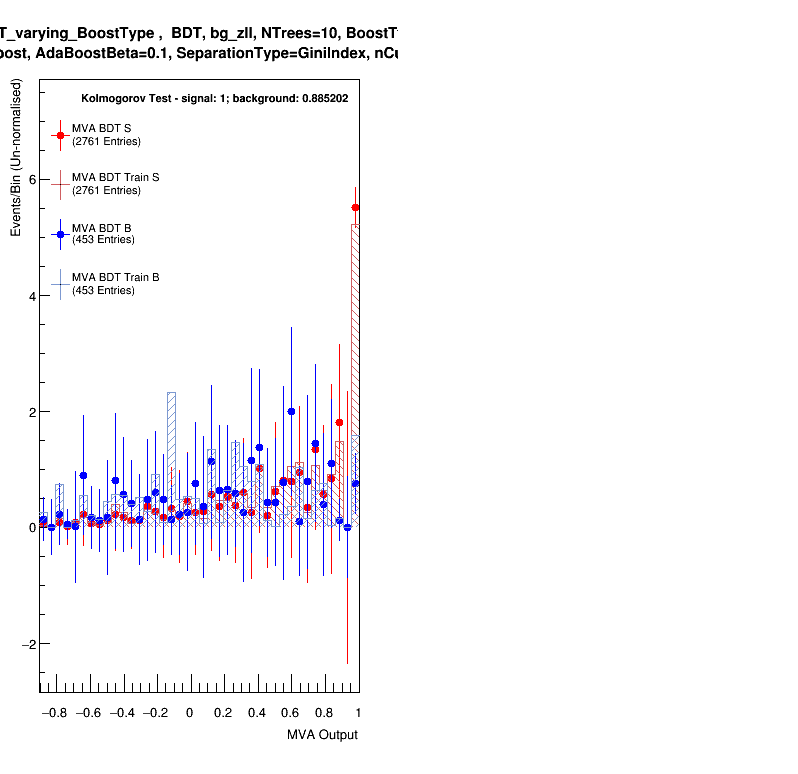 T_varying_BoostType , BDT, bg_zll, NTrees=10, BoostT
oost, AdaBoostBeta=0.1, SeparationType=GiniIndex, nCu
Events/Bin (Un-normalised)
Kolmogorov Test - signal: 1; background: 0.885202
MVA BDT S
(2761 Entries)
MVA BDT Train S
(2761 Entries)
MVA BDT B
(453 Entries)
MVA BDT Train B
(453 Entries)
6
4
2
0
−2
−0.8 −0.6 −0.4 −0.2 0 0.2 0.4 0.6 0.8 1
MVA Output